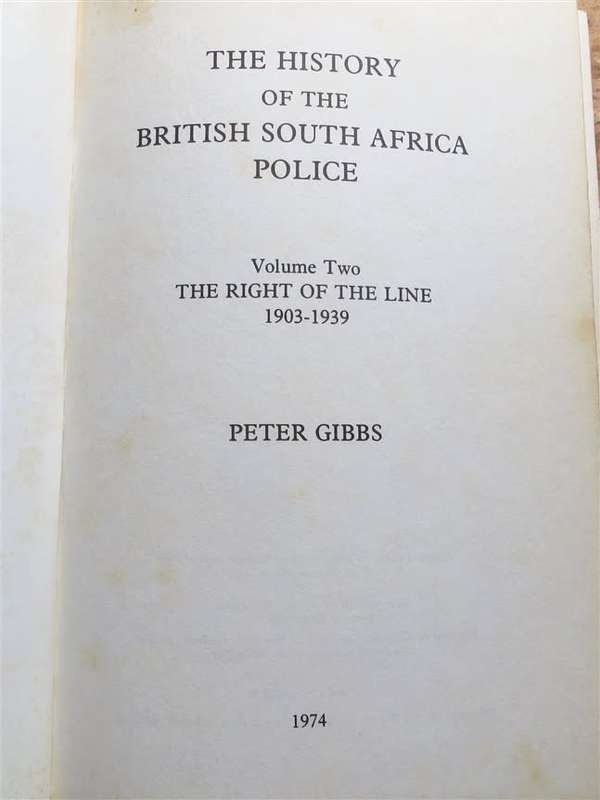 THE HISTORY
OF THE
BRITISH SOUTH AFRICA
POLICE
Volume Two
THE RIGHT OF THE LINE
1903-1939
PETER GIBBS
1974